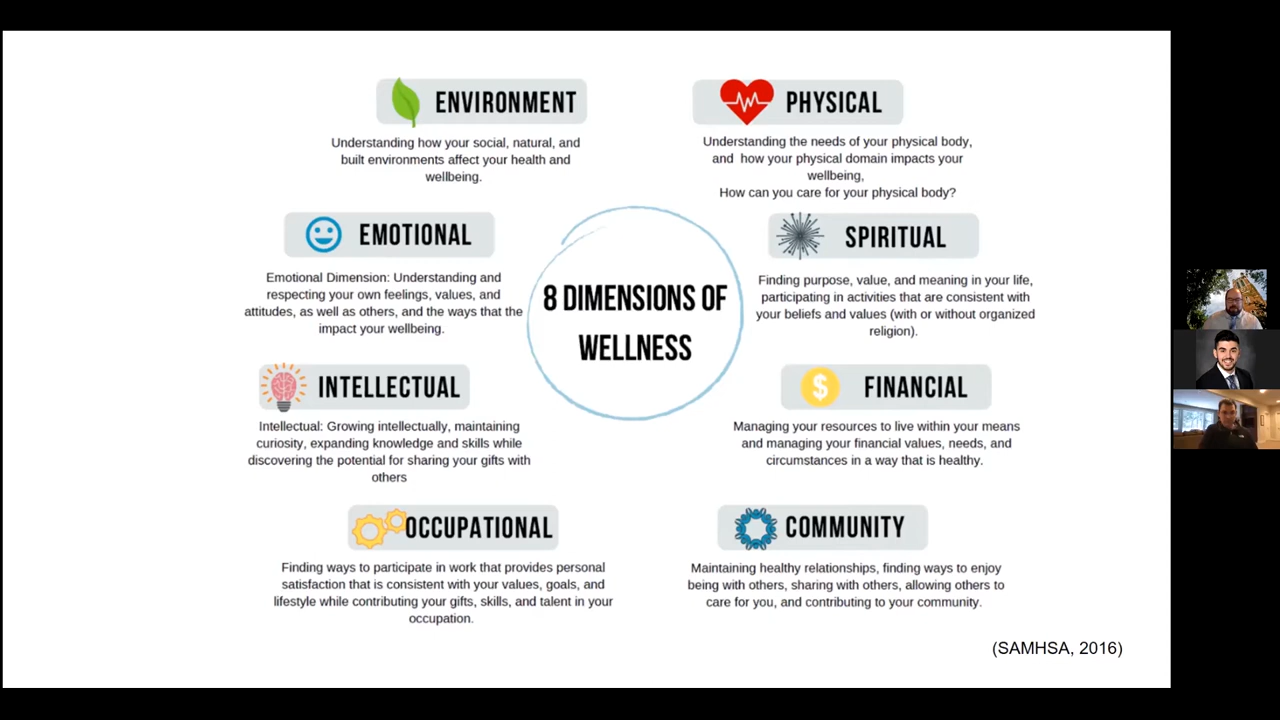 ENVIRONMENT
Understanding how your social, natural, and
built environments affect your health and
wellbeing.
PHYSICAL
Understanding the needs of your physical body,
and how your physical domain impacts your
wellbeing,
How can you care for your physical body?
EMOTIONAL
Emotional Dimension: Understanding and
respecting your own feelings, values, and
attitudes, as well as others, and the ways that the
impact your wellbeing.
8 DIMENSIONS OF
WELLNESS
SPIRITUAL
Finding purpose, value, and meaning in your life,
participating in activities that are consistent with
your beliefs and values (with or without organized
religion).
INTELLECTUAL
Intellectual: Growing intellectually, maintaining
curiosity, expanding knowledge and skills while
discovering the potential for sharing your gifts with
others
$ FINANCIAL
Managing your resources to live within your means
and managing your financial values, needs, and
circumstances in a way that is healthy.
OCCUPATIONAL
Finding ways to participate in work that provides personal
satisfaction that is consistent with your values, goals, and
lifestyle while contributing your gifts, skills, and talent in your
occupation.
COMMUNITY
Maintaining healthy relationships, finding ways to enjoy
being with others, sharing with others, allowing others to
care for you, and contributing to your community.
(SAMHSA, 2016)